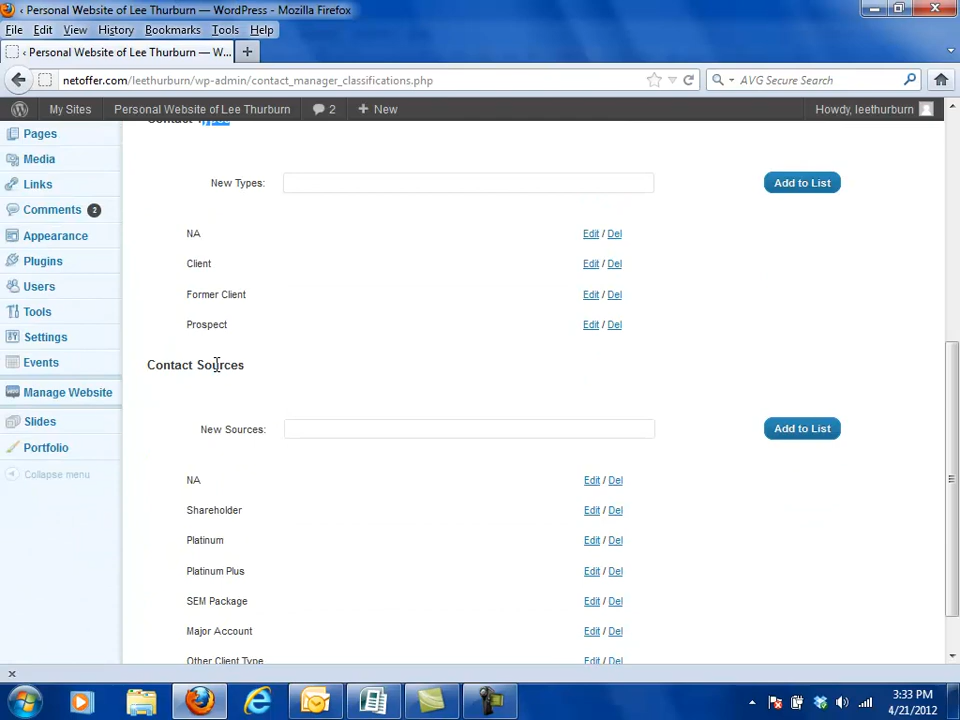 ‹ Personal Website of Lee Thurburn — WordPress - Mozilla Firefox
File Edit View History Bookmarks Tools Help
‹ Personal Website of Lee Thurburn — W...
netoffer.com/leethurburn/wp-admin/contact_manager_classifications.php
AVG Secure Search
My Sites Personal Website of Lee Thurburn 2 + New Howdy, leethurburn
Contact Types
Pages
Media
Links
Comments 2
Appearance
Plugins
Users
Tools
Settings
Events
Manage Website
Slides
Portfolio
Collapse menu
New Types: Add to List
NA Edit / Del
Client Edit / Del
Former Client Edit / Del
Prospect Edit / Del
Contact Sources
New Sources: Add to List
NA Edit / Del
Shareholder Edit / Del
Platinum Edit / Del
Platinum Plus Edit / Del
SEM Package Edit / Del
Major Account Edit / Del
Other Client Type Edit / Del
3:33 PM
4/21/2012